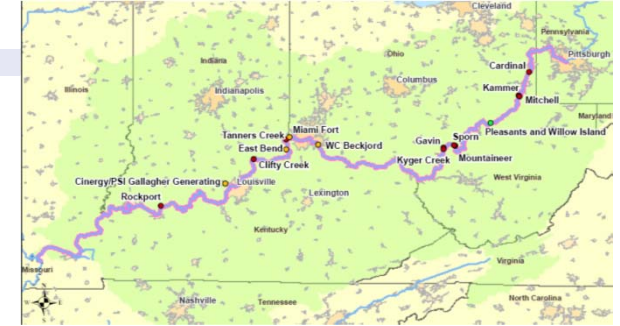 Cleveland
Pennsylvania
Pittsburgh
Ohio
Cardinal
Indiana
Columbus
Kammer
Illinois
Indianapolis
Mitchell
Maryland
Tanners Creek
Miami Fort
Gavin
Sporn
Pleasants and Willow Island
East Bend
WC Beckjord
Kyger Creek
Mountaineer
Clifty Creek
Cinergy/PSI Gallagher Generating
Louisville
West Virginia
Rockport
Lexington
Kentucky
Missouri
Virginia
Nashville
Tennessee
North Carolina